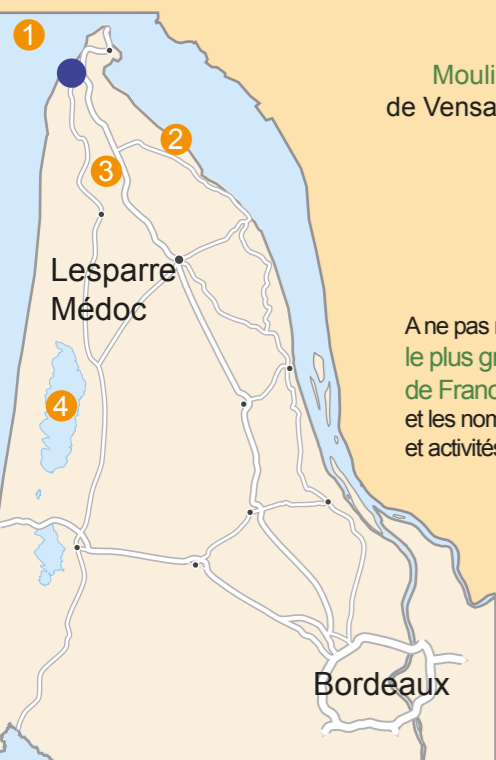 1
Mouli
de Vensa
2
3
Lesparre
Médoc
A ne pas
le plus gr
de Franc
et les nom
et activités
4
Bordeaux